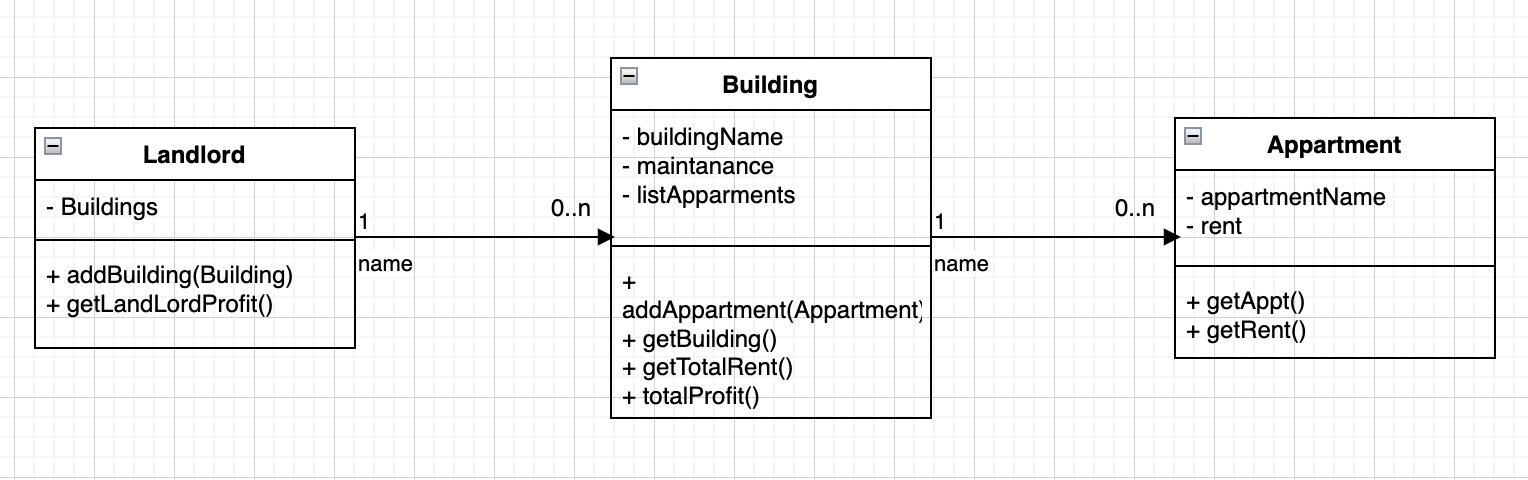 Landlord
- Buildings
+ addBuilding(Building)
+ getLandLordProfit()
1
name
0..n
Building
- buildingName
- maintanance
- listApparments
+
addAppartment(Appartment)
+ getBuilding()
+ getTotalRent()
+ totalProfit()
1
name
0..n
Appartment
- appartmentName
- rent
+ getAppt()
+ getRent()